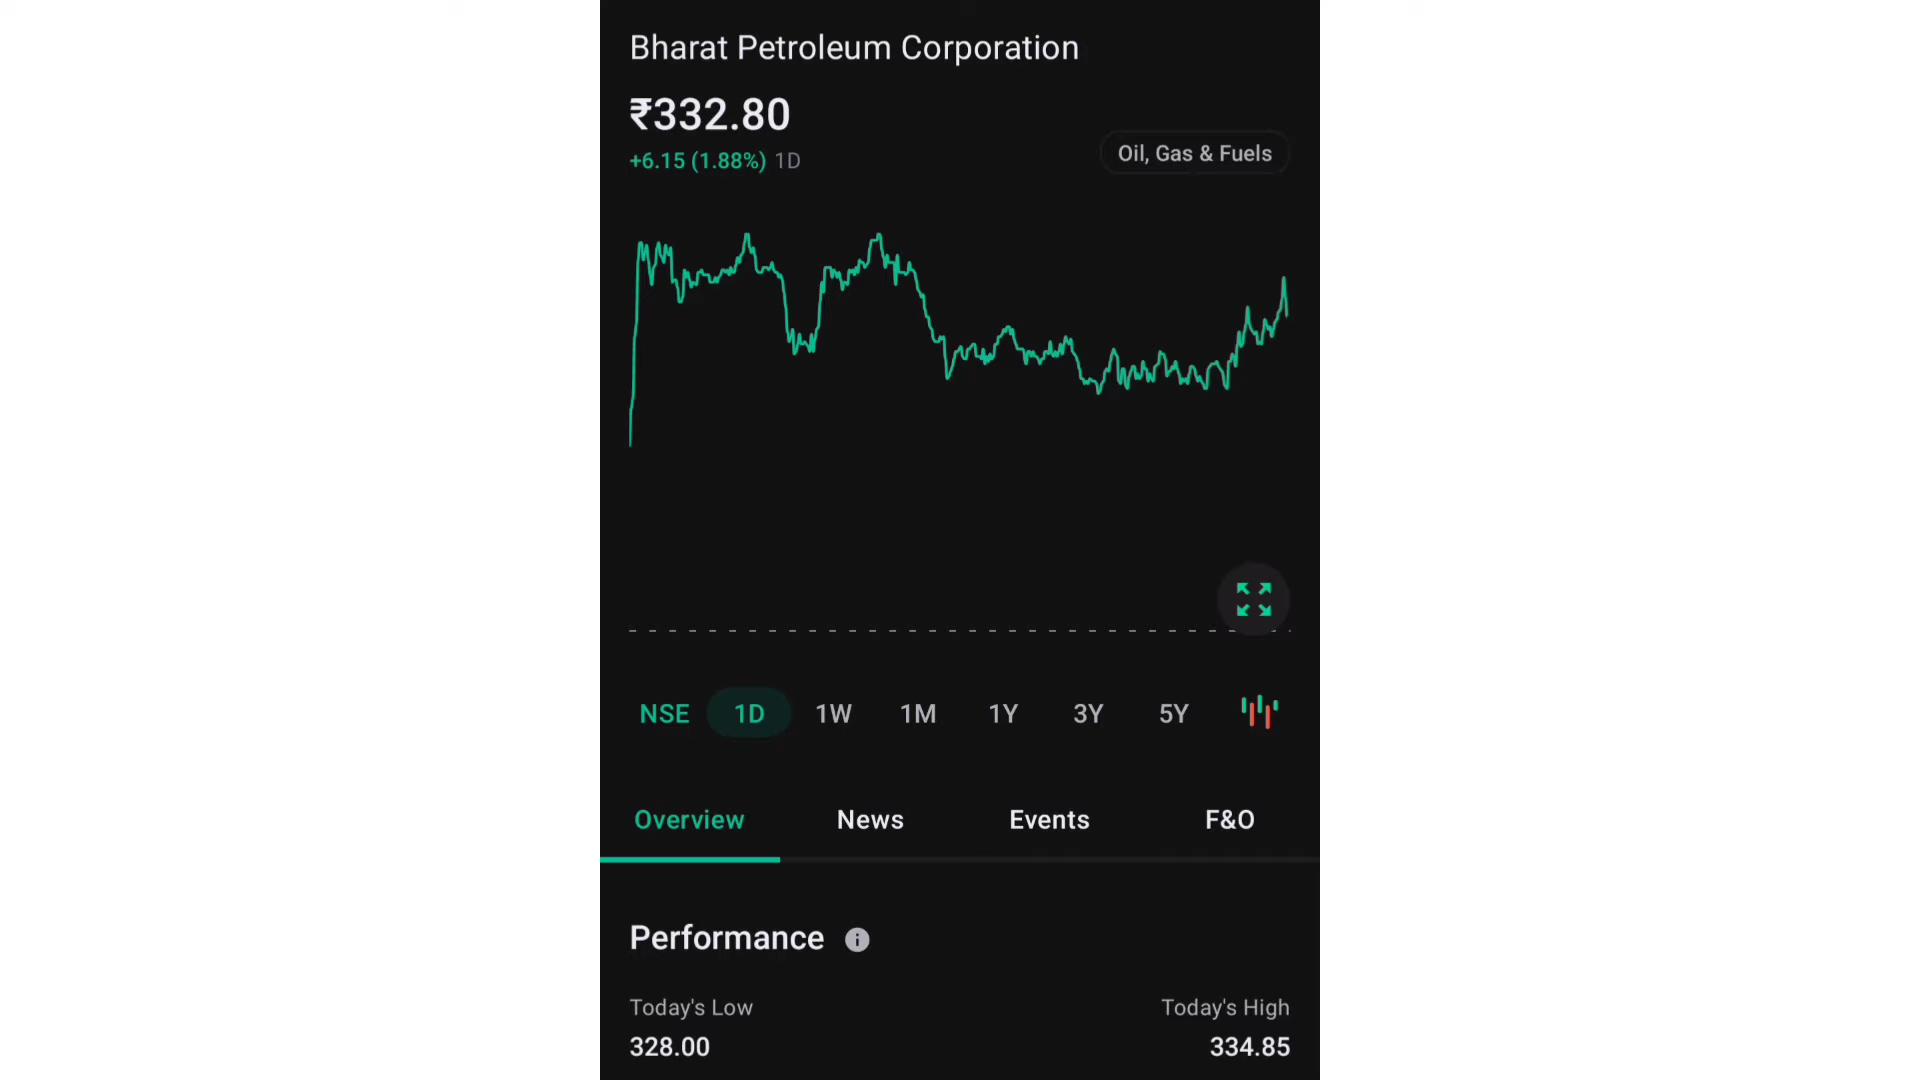 Bharat Petroleum Corporation
₹332.80
+6.15 (1.88%) 1D
Oil, Gas & Fuels
NSE 1D 1W 1M 1Y 3Y 5Y
Overview News Events F&O
Performance
Today's Low Today's High
328.00 334.85